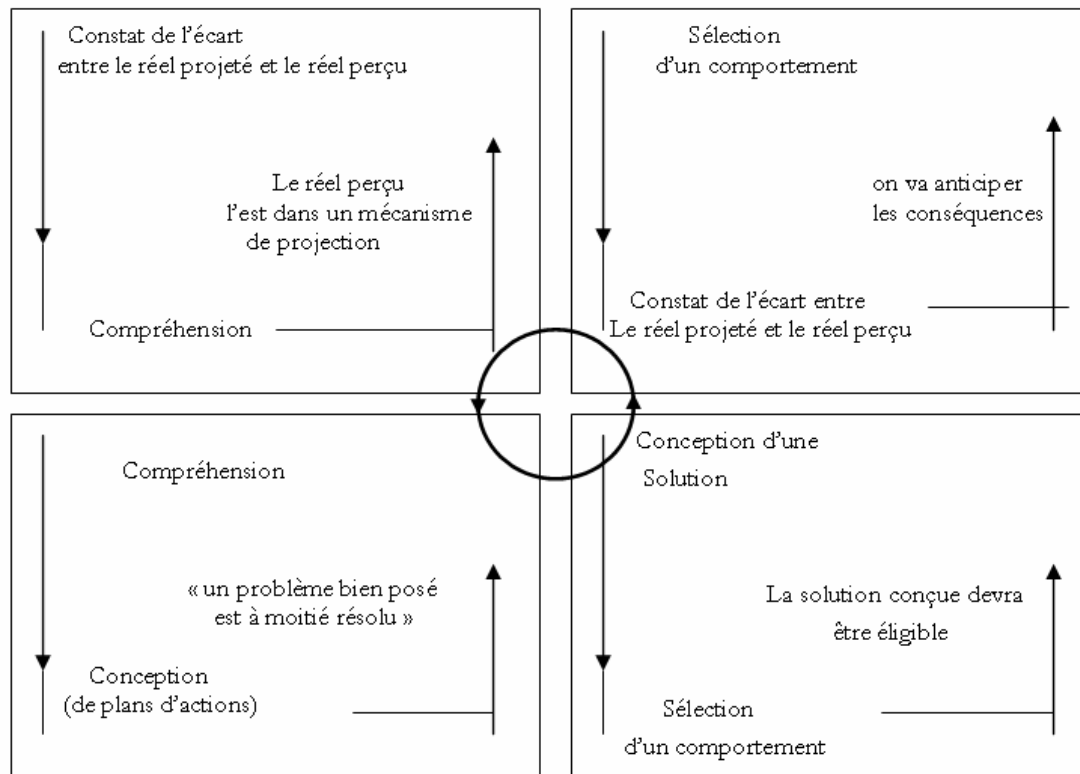 Constat de l'écart
entre le réel projeté et le réel perçu
Le réel perçu
l'est dans un mécanisme
de projection
Compréhension
Sélection
d'un comportement
on va anticiper
les conséquences
Constat de l'écart entre
Le réel projeté et le réel perçu
Compréhension
« un problème bien posé
est à moitié résolu »
Conception
(de plans d'actions)
Conception d'une
Solution
La solution conçue devra
être éligible
Sélection
d'un comportement